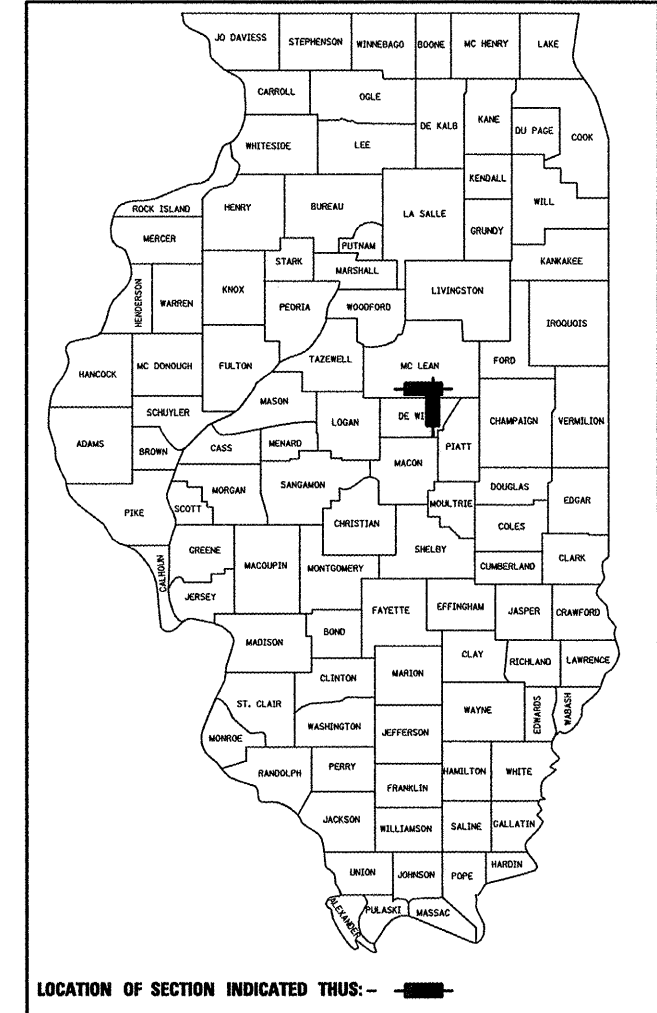 JO DAVIESS STEPHENSON WINNEBAGO BOONE MC HENRY LAKE
CARROLL OGLE DE KALB KANE DU PAGE COOK
WHITESIDE LEE
KENDALL WILL
ROCK ISLAND HENRY BUREAU LA SALLE
MERCER PUTNAM GRUNDY
STARK MARSHALL KANKAKEE
HENDERSON WARREN KNOX PEORIA WOODFORD LIVINGSTON IROQUOIS
HANCOCK MC DONOUGH FULTON TAZEWELL MC LEAN FORD
MASON
SCHUYLER LOGAN DE WI CHAMPAIGN VERMILION
ADAMS BROWN CASS MENARD PIATT
MACON
MORGAN SANGAMON DOUGLAS EDGAR
PIKE SCOTT CHRISTIAN MOULTRIE COLES
SHELBY
GREENE CLARK
CALHOUN MACOUPIN MONTGOMERY CUMBERLAND
JERSEY FAYETTE EFFINGHAM JASPER CRAWFORD
MADISON BOND
CLAY RICHLAND LAWRENCE
CLINTON MARION
ST. CLAIR WAYNE EDWARDS WABASH
WASHINGTON JEFFERSON
MONROE
RANDOLPH PERRY HAMILTON WHITE
FRANKLIN
JACKSON WILLIAMSON SALINE GALLATIN
UNION JOHNSON POPE HARDIN
ALEXANDER PULASKI MASSAC
LOCATION OF SECTION INDICATED THUS: -